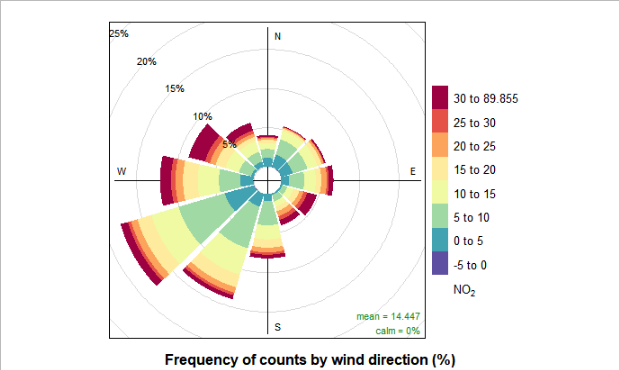 25%
20%
15%
10%
5%
N
W
E
S
mean = 14.447
calm = 0%
30 to 89.855
25 to 30
20 to 25
15 to 20
10 to 15
5 to 10
0 to 5
-5 to 0
NO₂
Frequency of counts by wind direction (%)